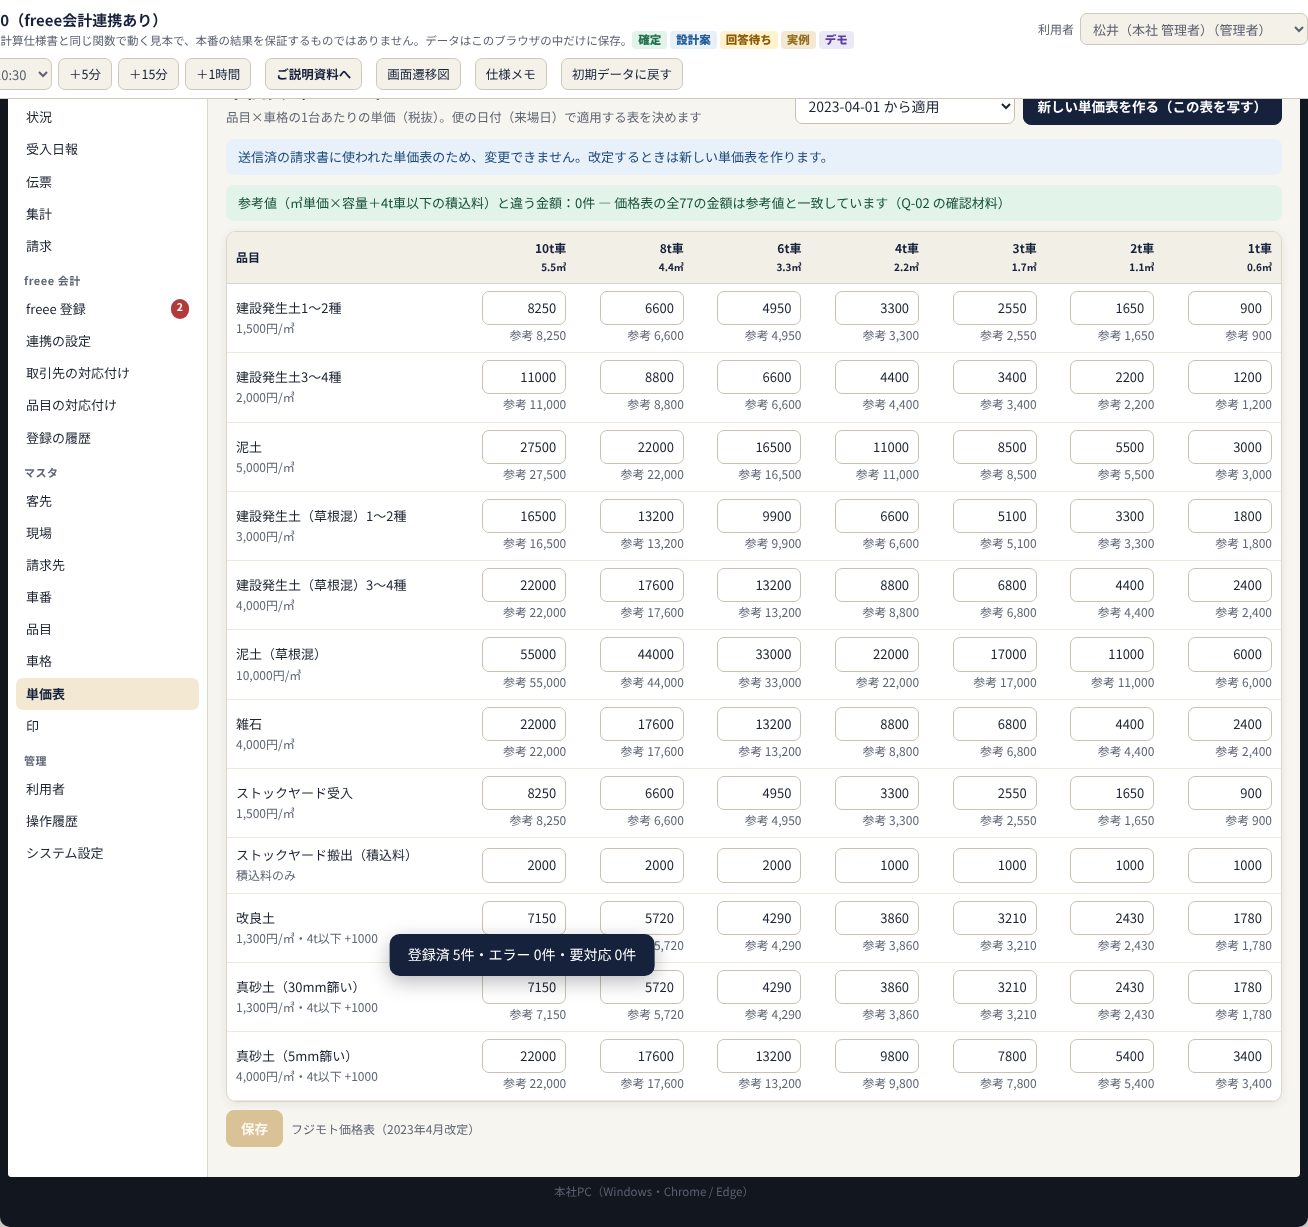 0（freee会計連携あり）
計算仕様書と同じ関数で動く見本で、本番の結果を保証するものではありません。データはこのブラウザの中だけに保存。 確定 設計案 回答待ち 実例 デモ
利用者 松井（本社 管理者）（管理者）
0:30 ＋5分 ＋15分 ＋1時間 ご説明資料へ 画面遷移図 仕様メモ 初期データに戻す
状況
受入日報
伝票
集計
請求
freee 会計
freee 登録 2
連携の設定
取引先の対応付け
品目の対応付け
登録の履歴
マスタ
客先
現場
請求先
車番
品目
車格
単価表
印
管理
利用者
操作履歴
システム設定
品目×車格の1台あたりの単価（税抜）。便の日付（来場日）で適用する表を決めます
2023-04-01 から適用 新しい単価表を作る（この表を写す）
送信済の請求書に使われた単価表のため、変更できません。改定するときは新しい単価表を作ります。
参考値（㎥単価×容量＋4t車以下の積込料）と違う金額：0件 — 価格表の全77の金額は参考値と一致しています（Q-02 の確認材料）
品目 10t車 8t車 6t車 4t車 3t車 2t車 1t車
5.5㎥ 4.4㎥ 3.3㎥ 2.2㎥ 1.7㎥ 1.1㎥ 0.6㎥
建設発生土1〜2種 8250 6600 4950 3300 2550 1650 900
1,500円/㎥ 参考 8,250 参考 6,600 参考 4,950 参考 3,300 参考 2,550 参考 1,650 参考 900
建設発生土3〜4種 11000 8800 6600 4400 3400 2200 1200
2,000円/㎥ 参考 11,000 参考 8,800 参考 6,600 参考 4,400 参考 3,400 参考 2,200 参考 1,200
泥土 27500 22000 16500 11000 8500 5500 3000
5,000円/㎥ 参考 27,500 参考 22,000 参考 16,500 参考 11,000 参考 8,500 参考 5,500 参考 3,000
建設発生土（草根混）1〜2種 16500 13200 9900 6600 5100 3300 1800
3,000円/㎥ 参考 16,500 参考 13,200 参考 9,900 参考 6,600 参考 5,100 参考 3,300 参考 1,800
建設発生土（草根混）3〜4種 22000 17600 13200 8800 6800 4400 2400
4,000円/㎥ 参考 22,000 参考 17,600 参考 13,200 参考 8,800 参考 6,800 参考 4,400 参考 2,400
泥土（草根混） 55000 44000 33000 22000 17000 11000 6000
10,000円/㎥ 参考 55,000 参考 44,000 参考 33,000 参考 22,000 参考 17,000 参考 11,000 参考 6,000
雑石 22000 17600 13200 8800 6800 4400 2400
4,000円/㎥ 参考 22,000 参考 17,600 参考 13,200 参考 8,800 参考 6,800 参考 4,400 参考 2,400
ストックヤード受入 8250 6600 4950 3300 2550 1650 900
1,500円/㎥ 参考 8,250 参考 6,600 参考 4,950 参考 3,300 参考 2,550 参考 1,650 参考 900
ストックヤード搬出（積込料） 2000 2000 2000 1000 1000 1000 1000
積込料のみ
改良土 7150 5720 4290 3860 3210 2430 1780
1,300円/㎥・4t以下 +1000 5,720 参考 4,290 参考 3,860 参考 3,210 参考 2,430 参考 1,780
登録済 5件・エラー 0件・要対応 0件
真砂土（30mm篩い） 7150 5720 4290 3860 3210 2430 1780
1,300円/㎥・4t以下 +1000 参考 7,150 参考 5,720 参考 4,290 参考 3,860 参考 3,210 参考 2,430 参考 1,780
真砂土（5mm篩い） 22000 17600 13200 9800 7800 5400 3400
4,000円/㎥・4t以下 +1000 参考 22,000 参考 17,600 参考 13,200 参考 9,800 参考 7,800 参考 5,400 参考 3,400
保存 フジモト価格表（2023年4月改定）
本社PC（Windows・Chrome / Edge）